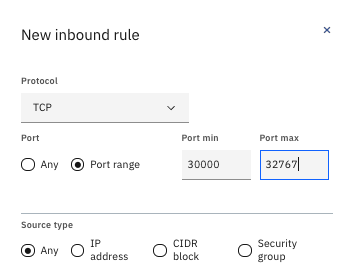 New inbound rule
Protocol
TCP
Port Port min Port max
Any Port range 30000 32767
Source type
Any IP address CIDR block Security group